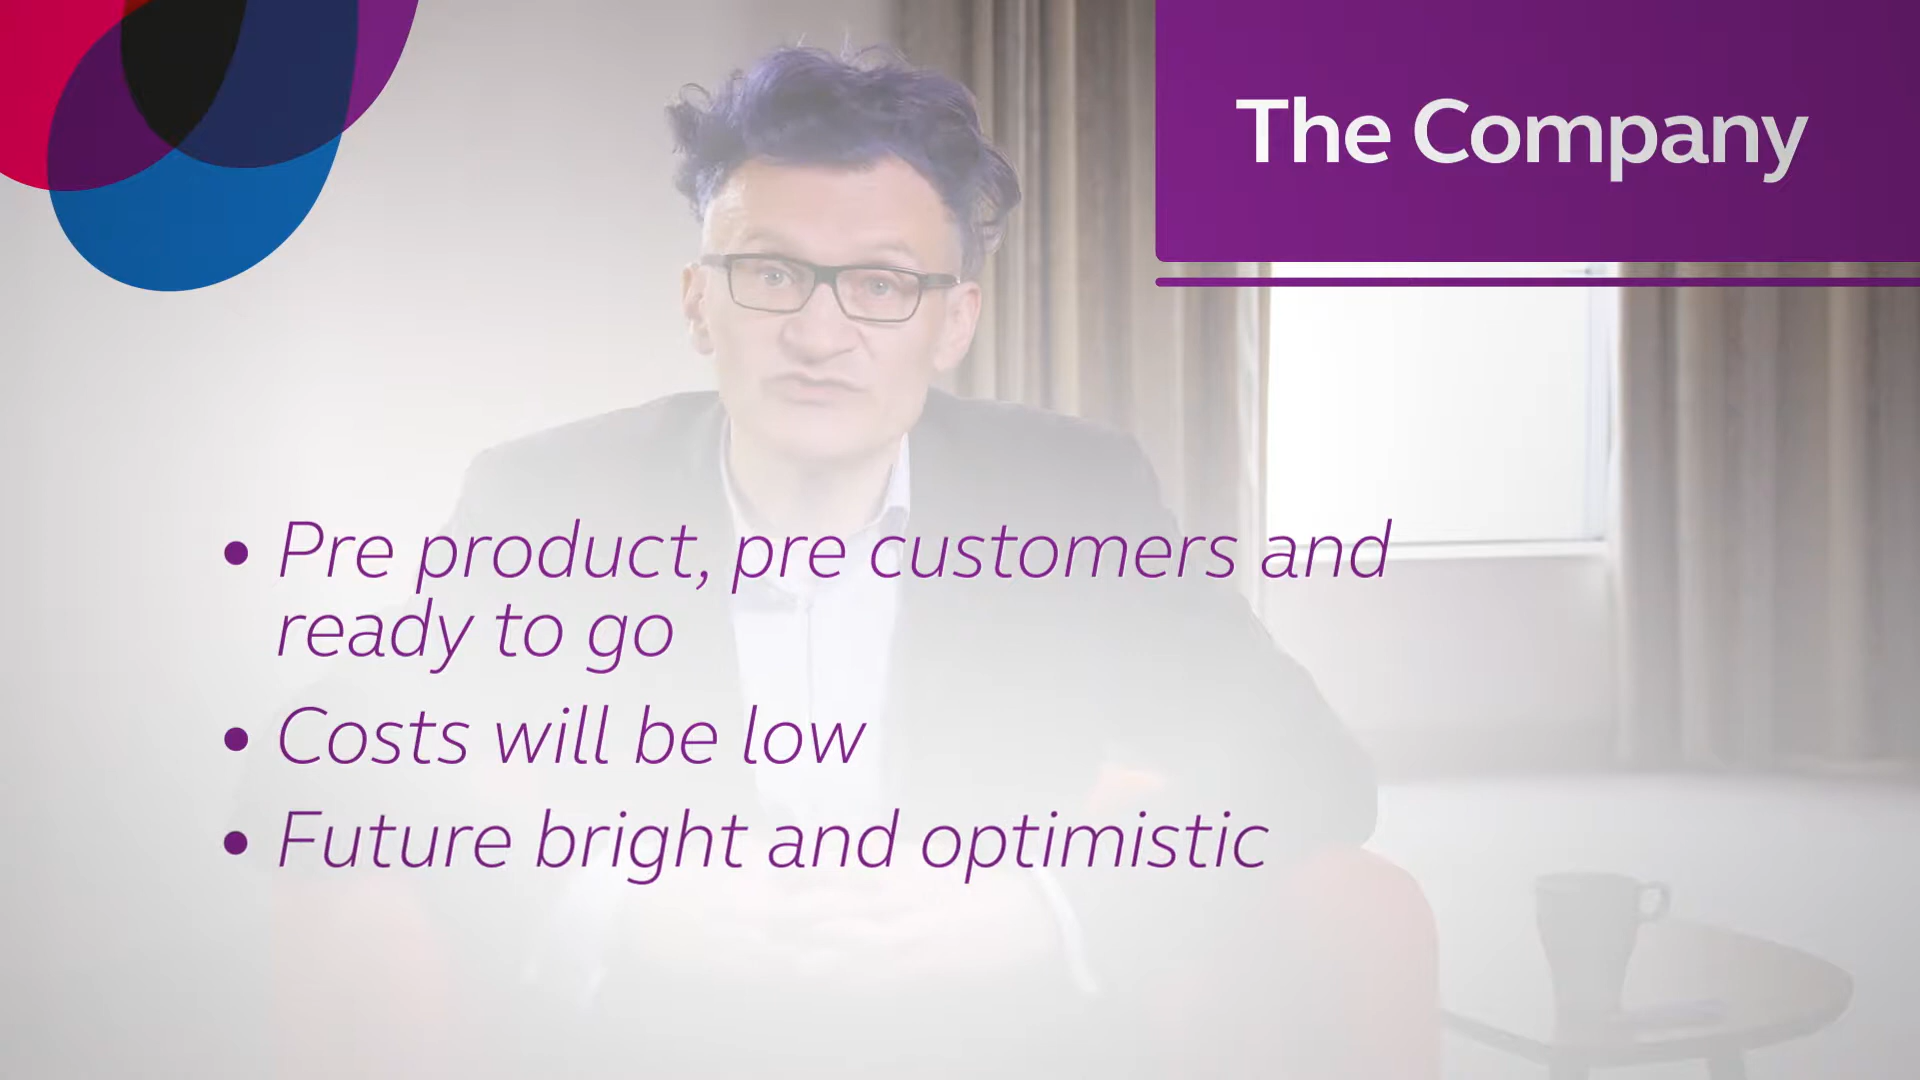 The Company
• Pre product, pre customers and
ready to go
• Costs will be low
• Future bright and optimistic